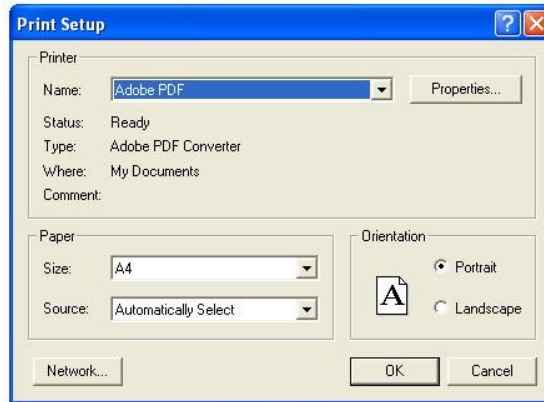 Print Setup
Printer
Name: Adobe PDF Properties...
Status: Ready
Type: Adobe PDF Converter
Where: My Documents
Comment:
Paper
Size: A4
Source: Automatically Select
Orientation
A
Portrait
Landscape
Network... OK Cancel